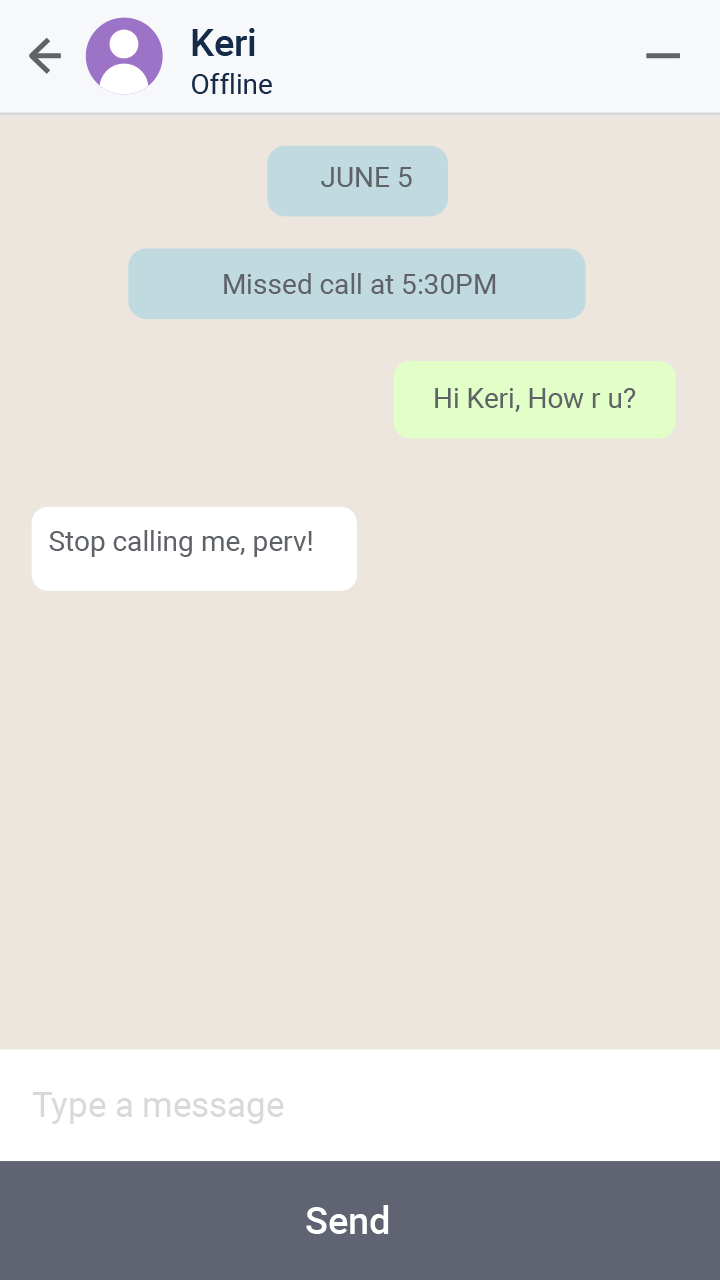 Keri
Offline
JUNE 5
Missed call at 5:30PM
Hi Keri, How r u?
Stop calling me, perv!
Type a message
Send